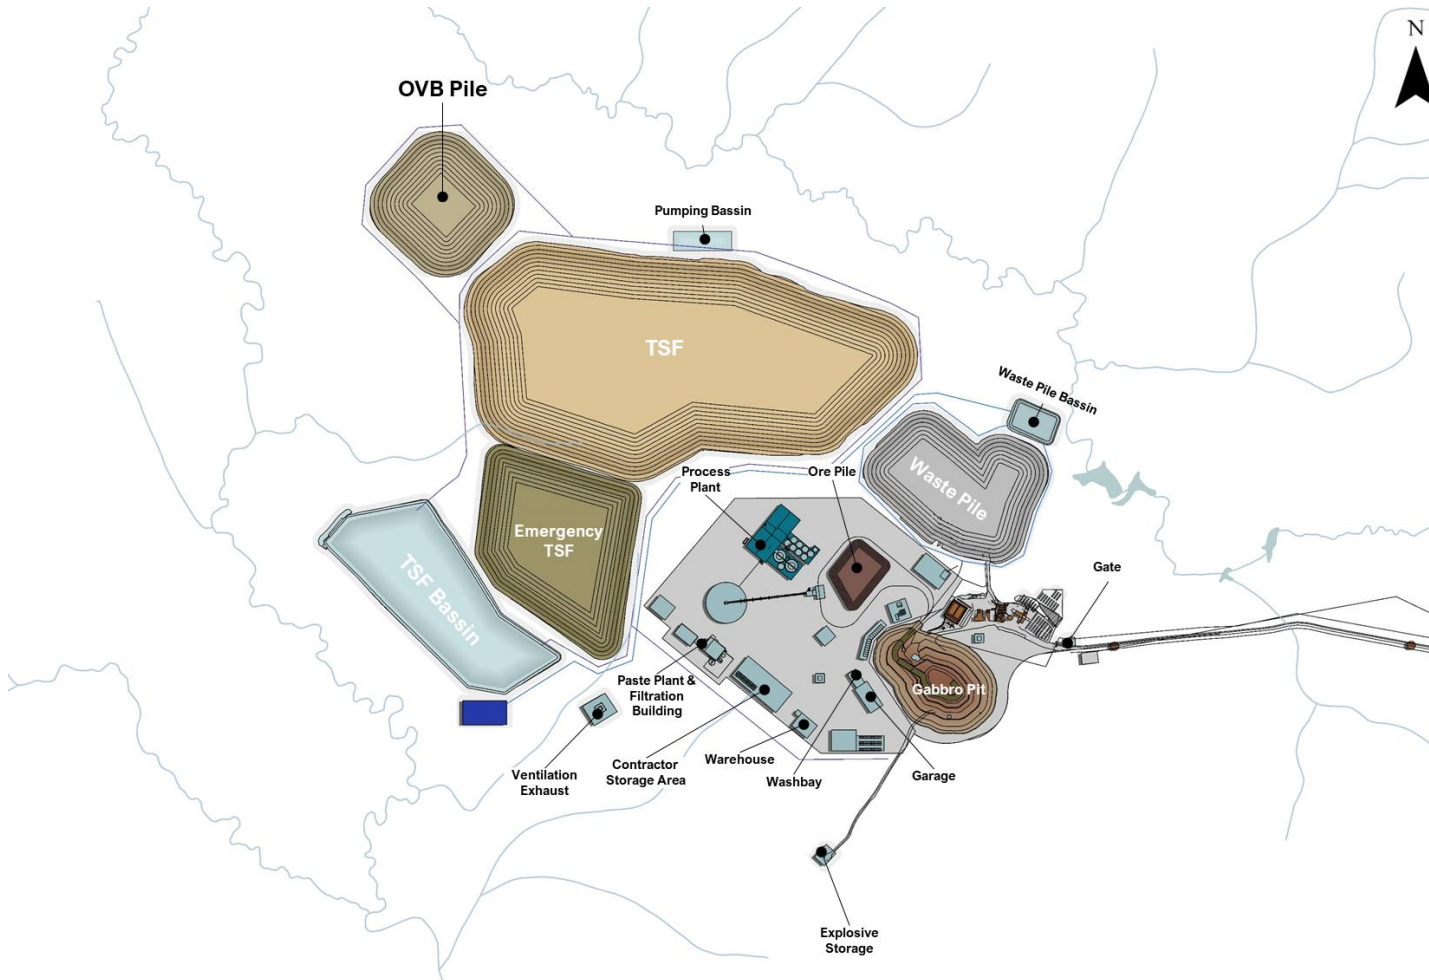 N
OVB Pile
Pumping Bassin
TSF
Waste Pile Bassin
Process
Plant
Ore Pile
Waste Pile
Emergency
TSF
TSF Bassin
Gate
Paste Plant &
Filtration
Building
Gabbro Pit
Ventilation
Exhaust
Contractor
Storage Area
Warehouse
Washbay
Garage
Explosive
Storage